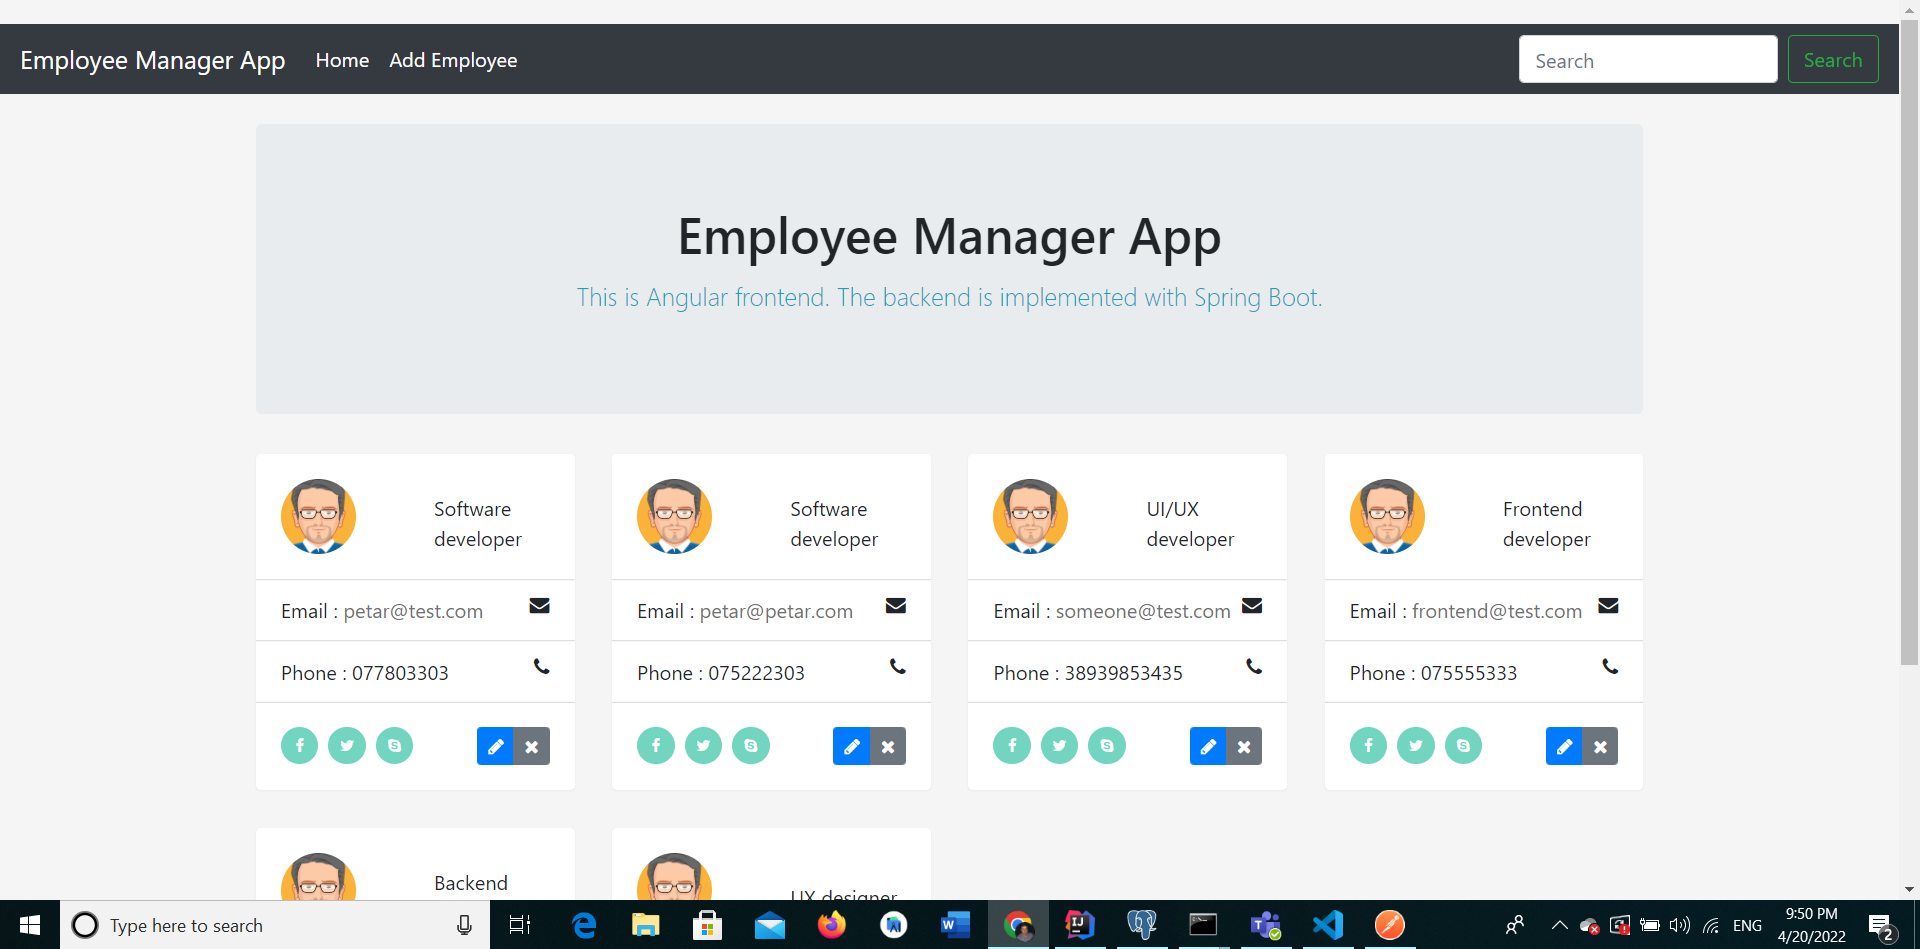 Employee Manager App Home Add Employee Search Search
Employee Manager App
This is Angular frontend. The backend is implemented with Spring Boot.
Software
developer
Email : petar@test.com
Phone : 077803303
Software
developer
Email : petar@petar.com
Phone : 075222303
UI/UX
developer
Email : someone@test.com
Phone : 38939853435
Frontend
developer
Email : frontend@test.com
Phone : 075555333
Backend
UX designer
Type here to search
ENG
9:50 PM
4/20/2022
2